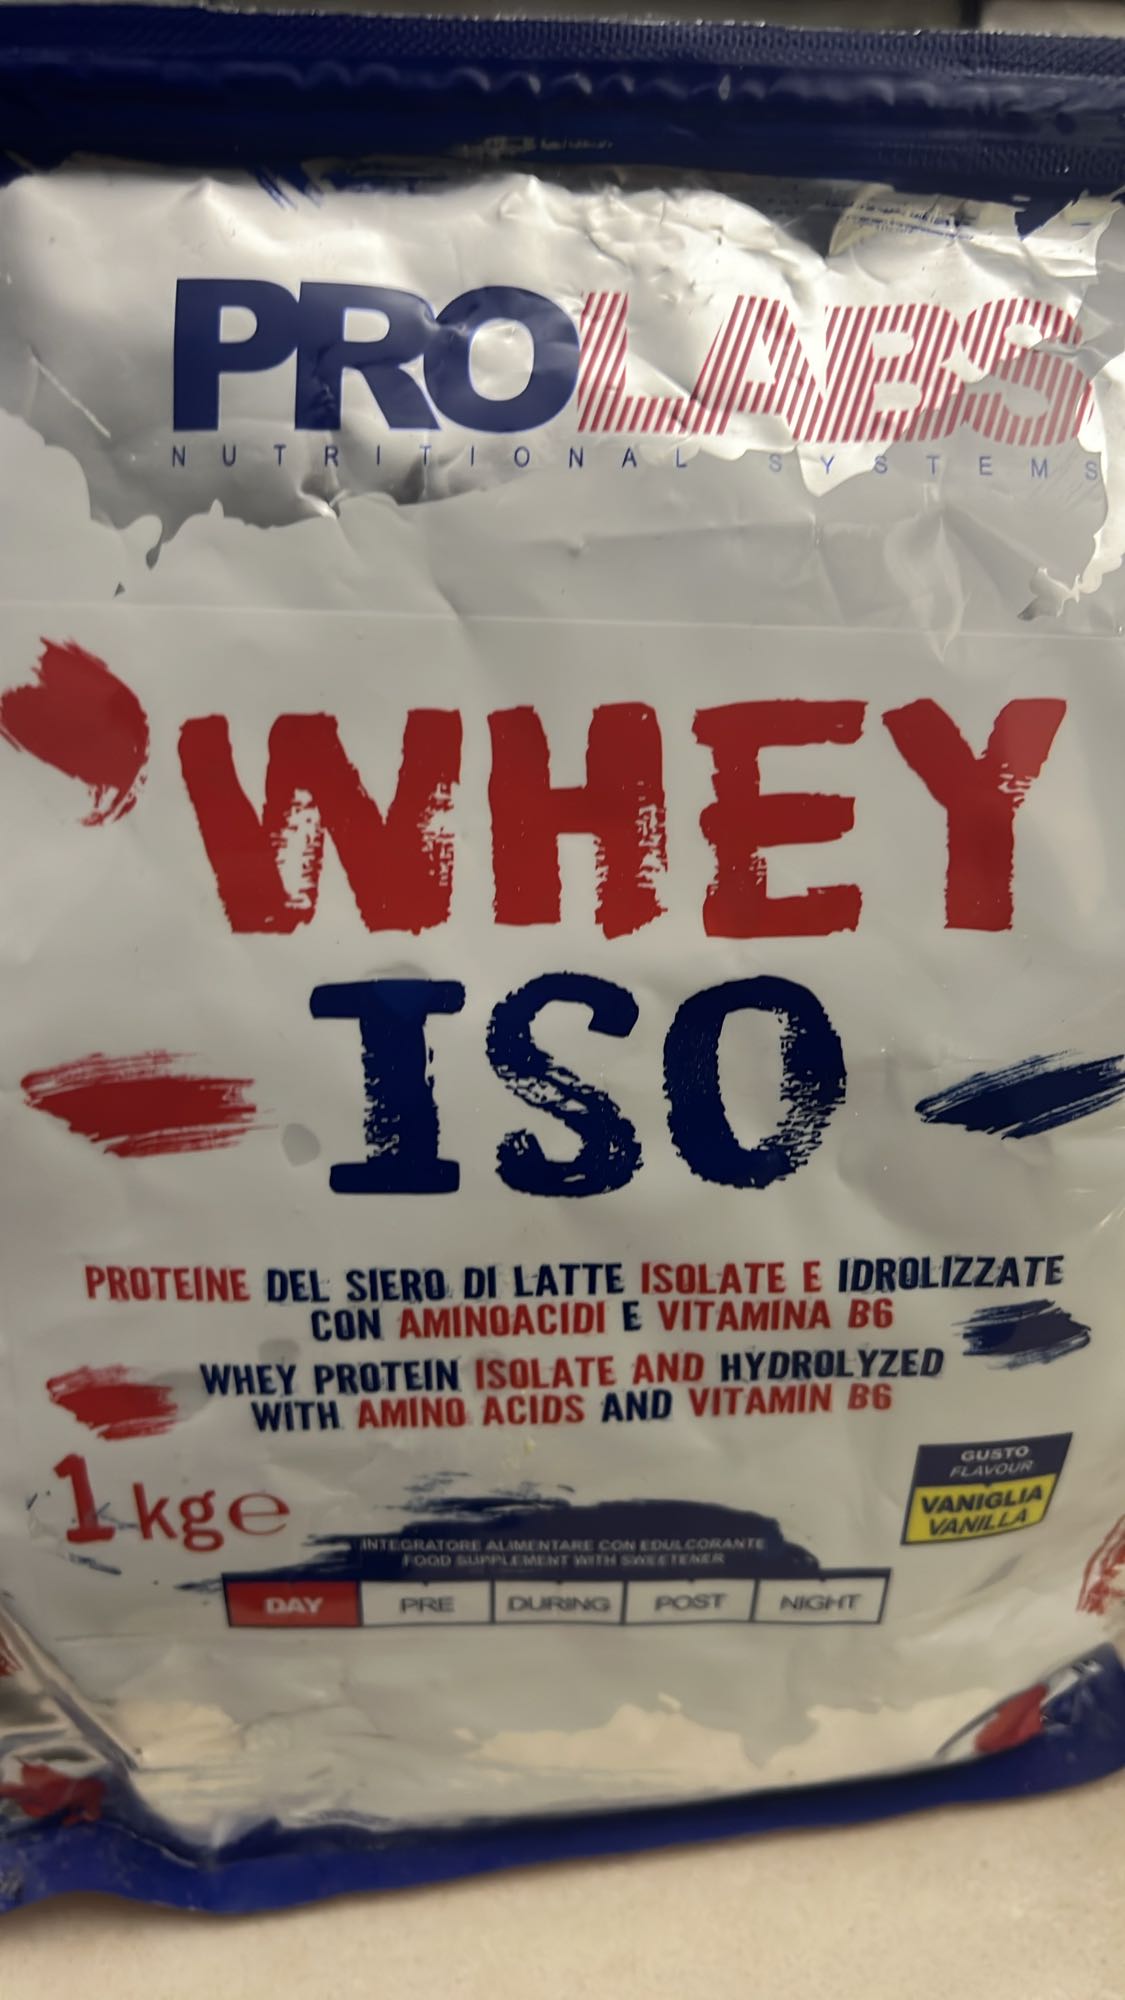 PROLABS
NUTRITIONAL SYSTEMS
WHEY
ISO
PROTEINE DEL SIERO DI LATTE ISOLATE E IDROLIZZATE
CON AMINOACIDI E VITAMINA B6
WHEY PROTEIN ISOLATE AND HYDROLYZED
WITH AMINO ACIDS AND VITAMIN B6
1 kg e
GUSTO
FLAVOUR
VANIGLIA
VANILLA
INTEGRATORE ALIMENTARE CON EDULCORANTE
FOOD SUPPLEMENT WITH SWEETENER
DAY PRE DURING POST NIGHT